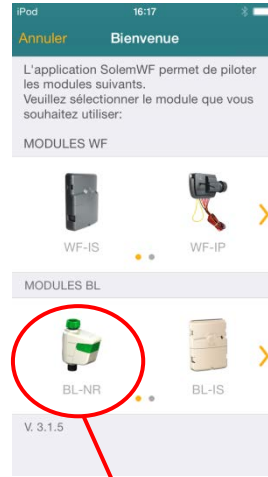 iPod 16:17
Annuler Bienvenue
L'application SolemWF permet de piloter
les modules suivants.
Veuillez sélectionner le module que vous
souhaitez utiliser:
MODULES WF
WF-IS WF-IP
MODULES BL
BL-NR BL-IS
V. 3.1.5